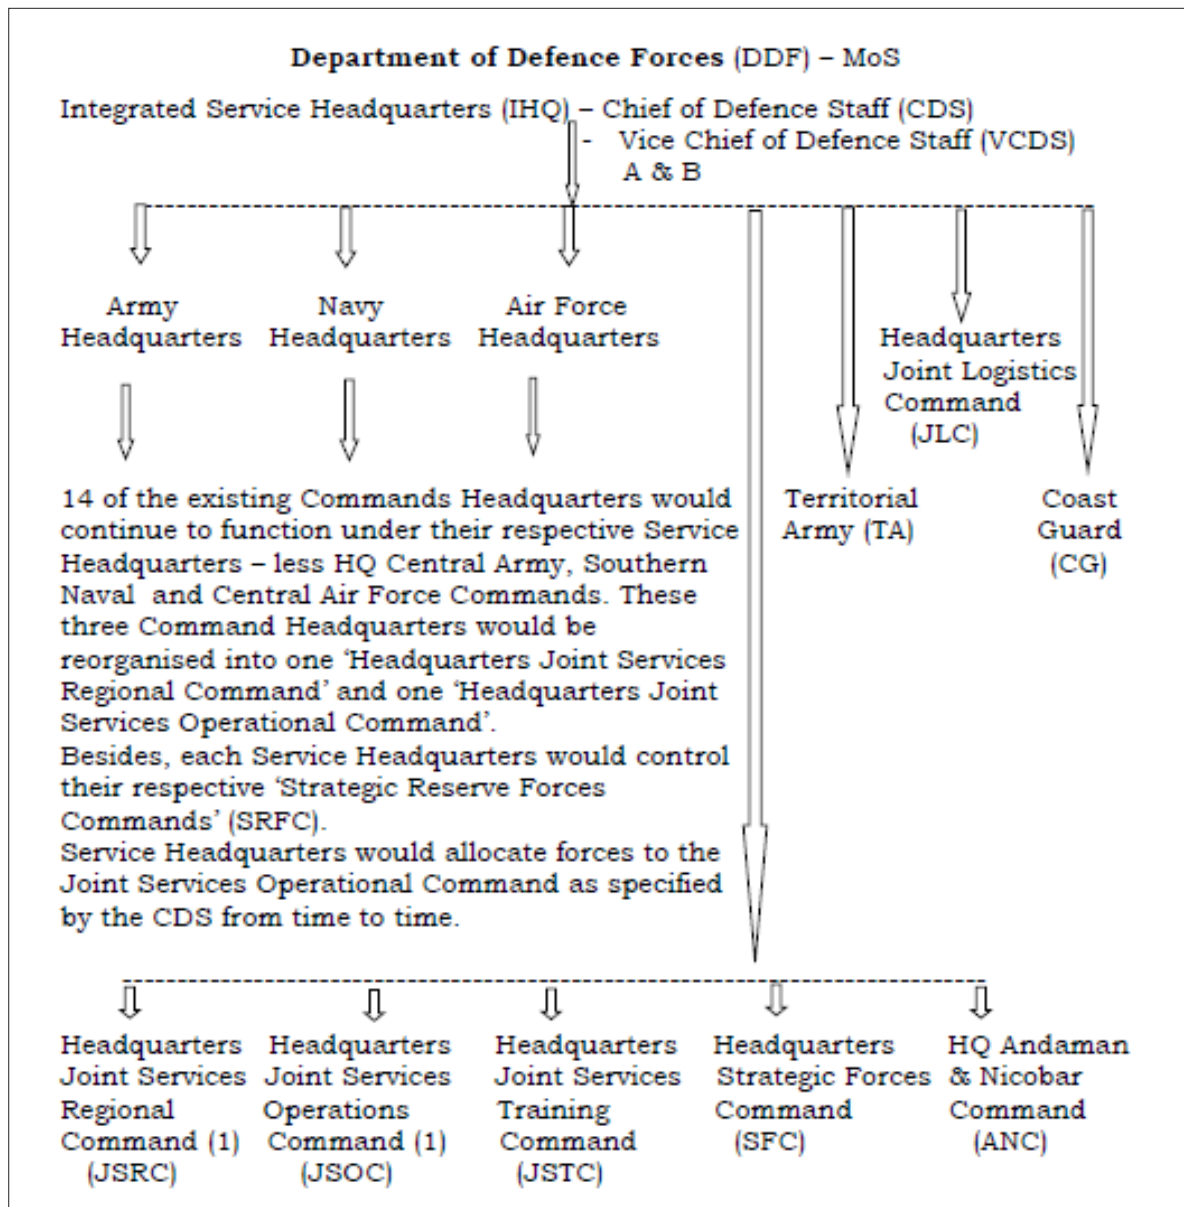 Department of Defence Forces (DDF) – MoS
Integrated Service Headquarters (IHQ) – Chief of Defence Staff (CDS)
- Vice Chief of Defence Staff (VCDS)
A & B
Army
Headquarters
Navy
Headquarters
Air Force
Headquarters
Headquarters
Joint Logistics
Command
(JLC)
14 of the existing Commands Headquarters would
continue to function under their respective Service
Headquarters – less HQ Central Army, Southern
Naval and Central Air Force Commands. These
three Command Headquarters would be
reorganised into one ‘Headquarters Joint Services
Regional Command’ and one ‘Headquarters Joint
Services Operational Command’.
Besides, each Service Headquarters would control
their respective ‘Strategic Reserve Forces
Commands’ (SRFC).
Service Headquarters would allocate forces to the
Joint Services Operational Command as specified
by the CDS from time to time.
Territorial
Army (TA)
Coast
Guard
(CG)
Headquarters
Joint Services
Regional
Command (1)
(JSRC)
Headquarters
Joint Services
Operations
Command (1)
(JSOC)
Headquarters
Joint Services
Training
Command
(JSTC)
Headquarters
Strategic Forces
Command
(SFC)
HQ Andaman
& Nicobar
Command
(ANC)